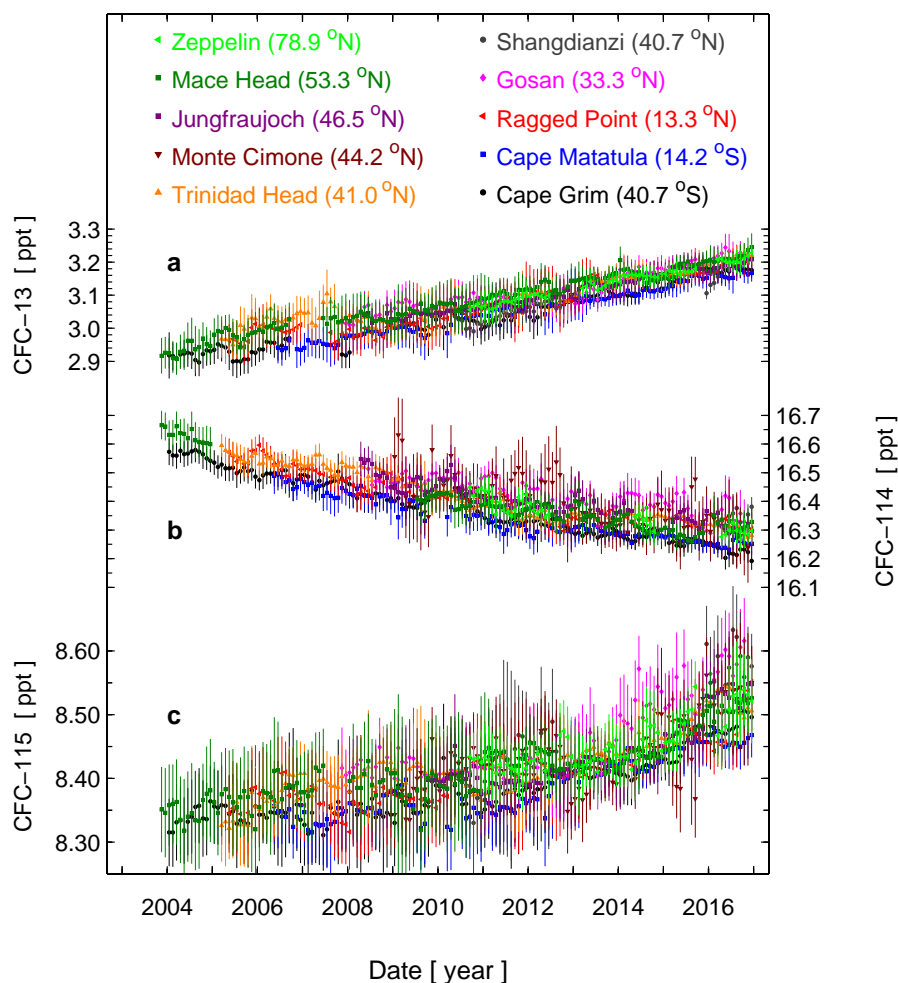 Zeppelin (78.9 °N)
Mace Head (53.3 °N)
Jungfraujoch (46.5 °N)
Monte Cimone (44.2 °N)
Trinidad Head (41.0 °N)
Shangdianzi (40.7 °N)
Gosan (33.3 °N)
Ragged Point (13.3 °N)
Cape Matatula (14.2 °S)
Cape Grim (40.7 °S)
CFC−13 [ ppt ]
3.3
3.2
3.1
3.0
2.9
a
16.7
16.6
16.5
16.4
16.3
16.2
16.1
CFC−114 [ ppt ]
b
CFC−115 [ ppt ]
8.60
8.50
8.40
8.30
c
2004 2006 2008 2010 2012 2014 2016
Date [ year ]